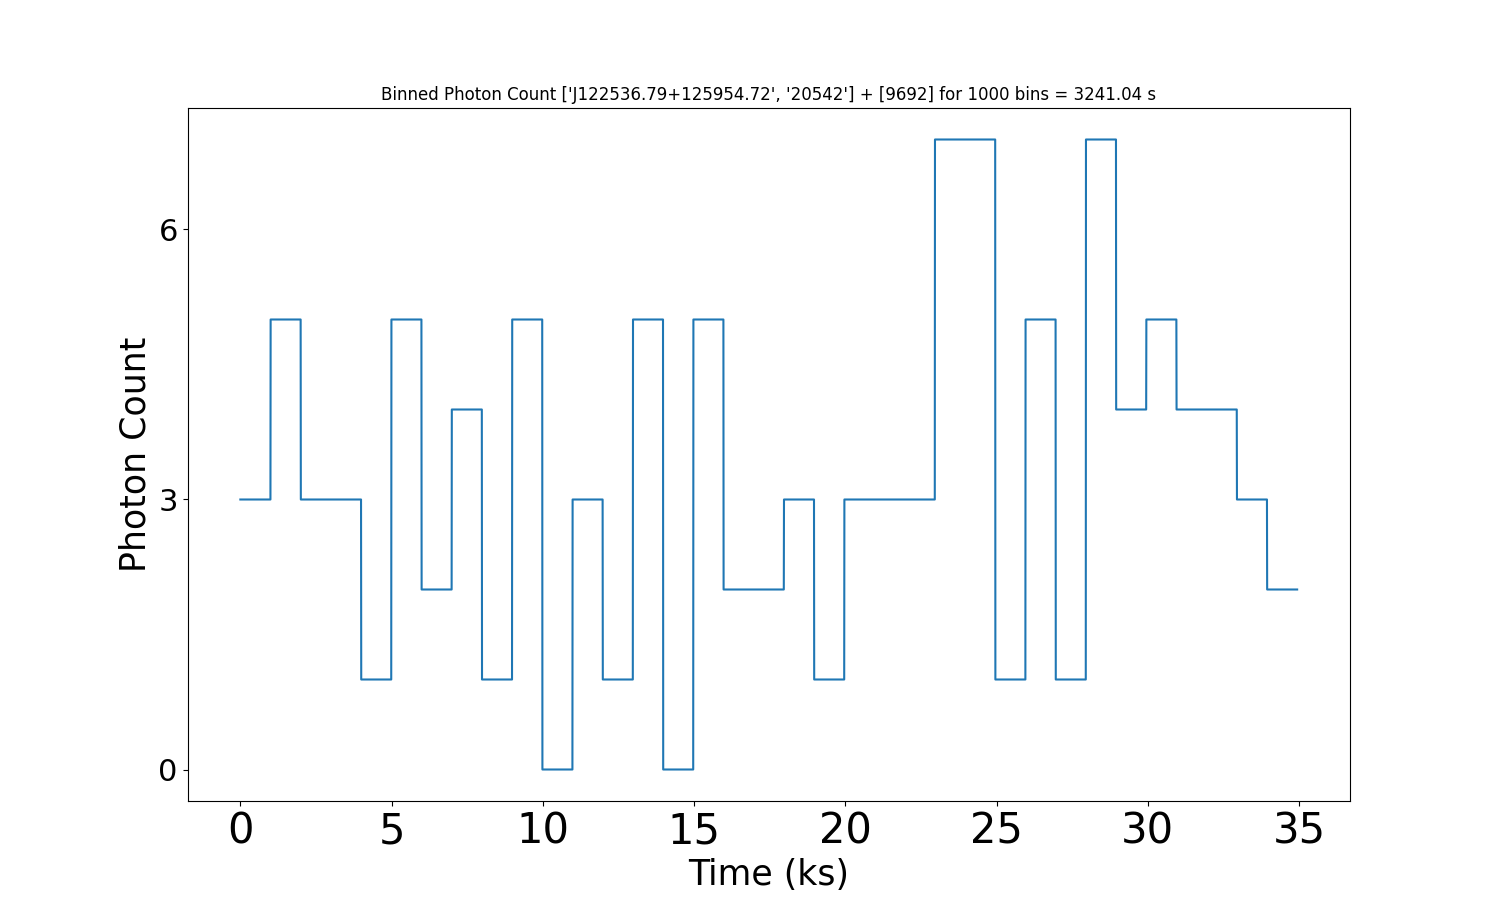 Binned Photon Count ['J122536.79+125954.72', '20542'] + [9692] for 1000 bins = 3241.04 s
Photon Count
6
3
0
0 5 10 15 20 25 30 35
Time (ks)